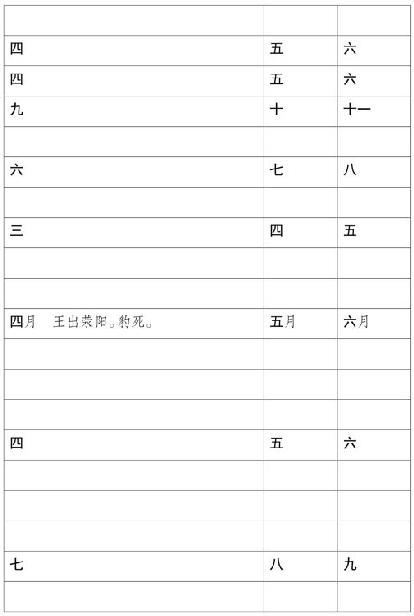 四 五 六
四 五 六
九 十 十一
六 七 八
三 四 五
四月 王出荥阳。豹死。 五月 六月
四 五 六
七 八 九